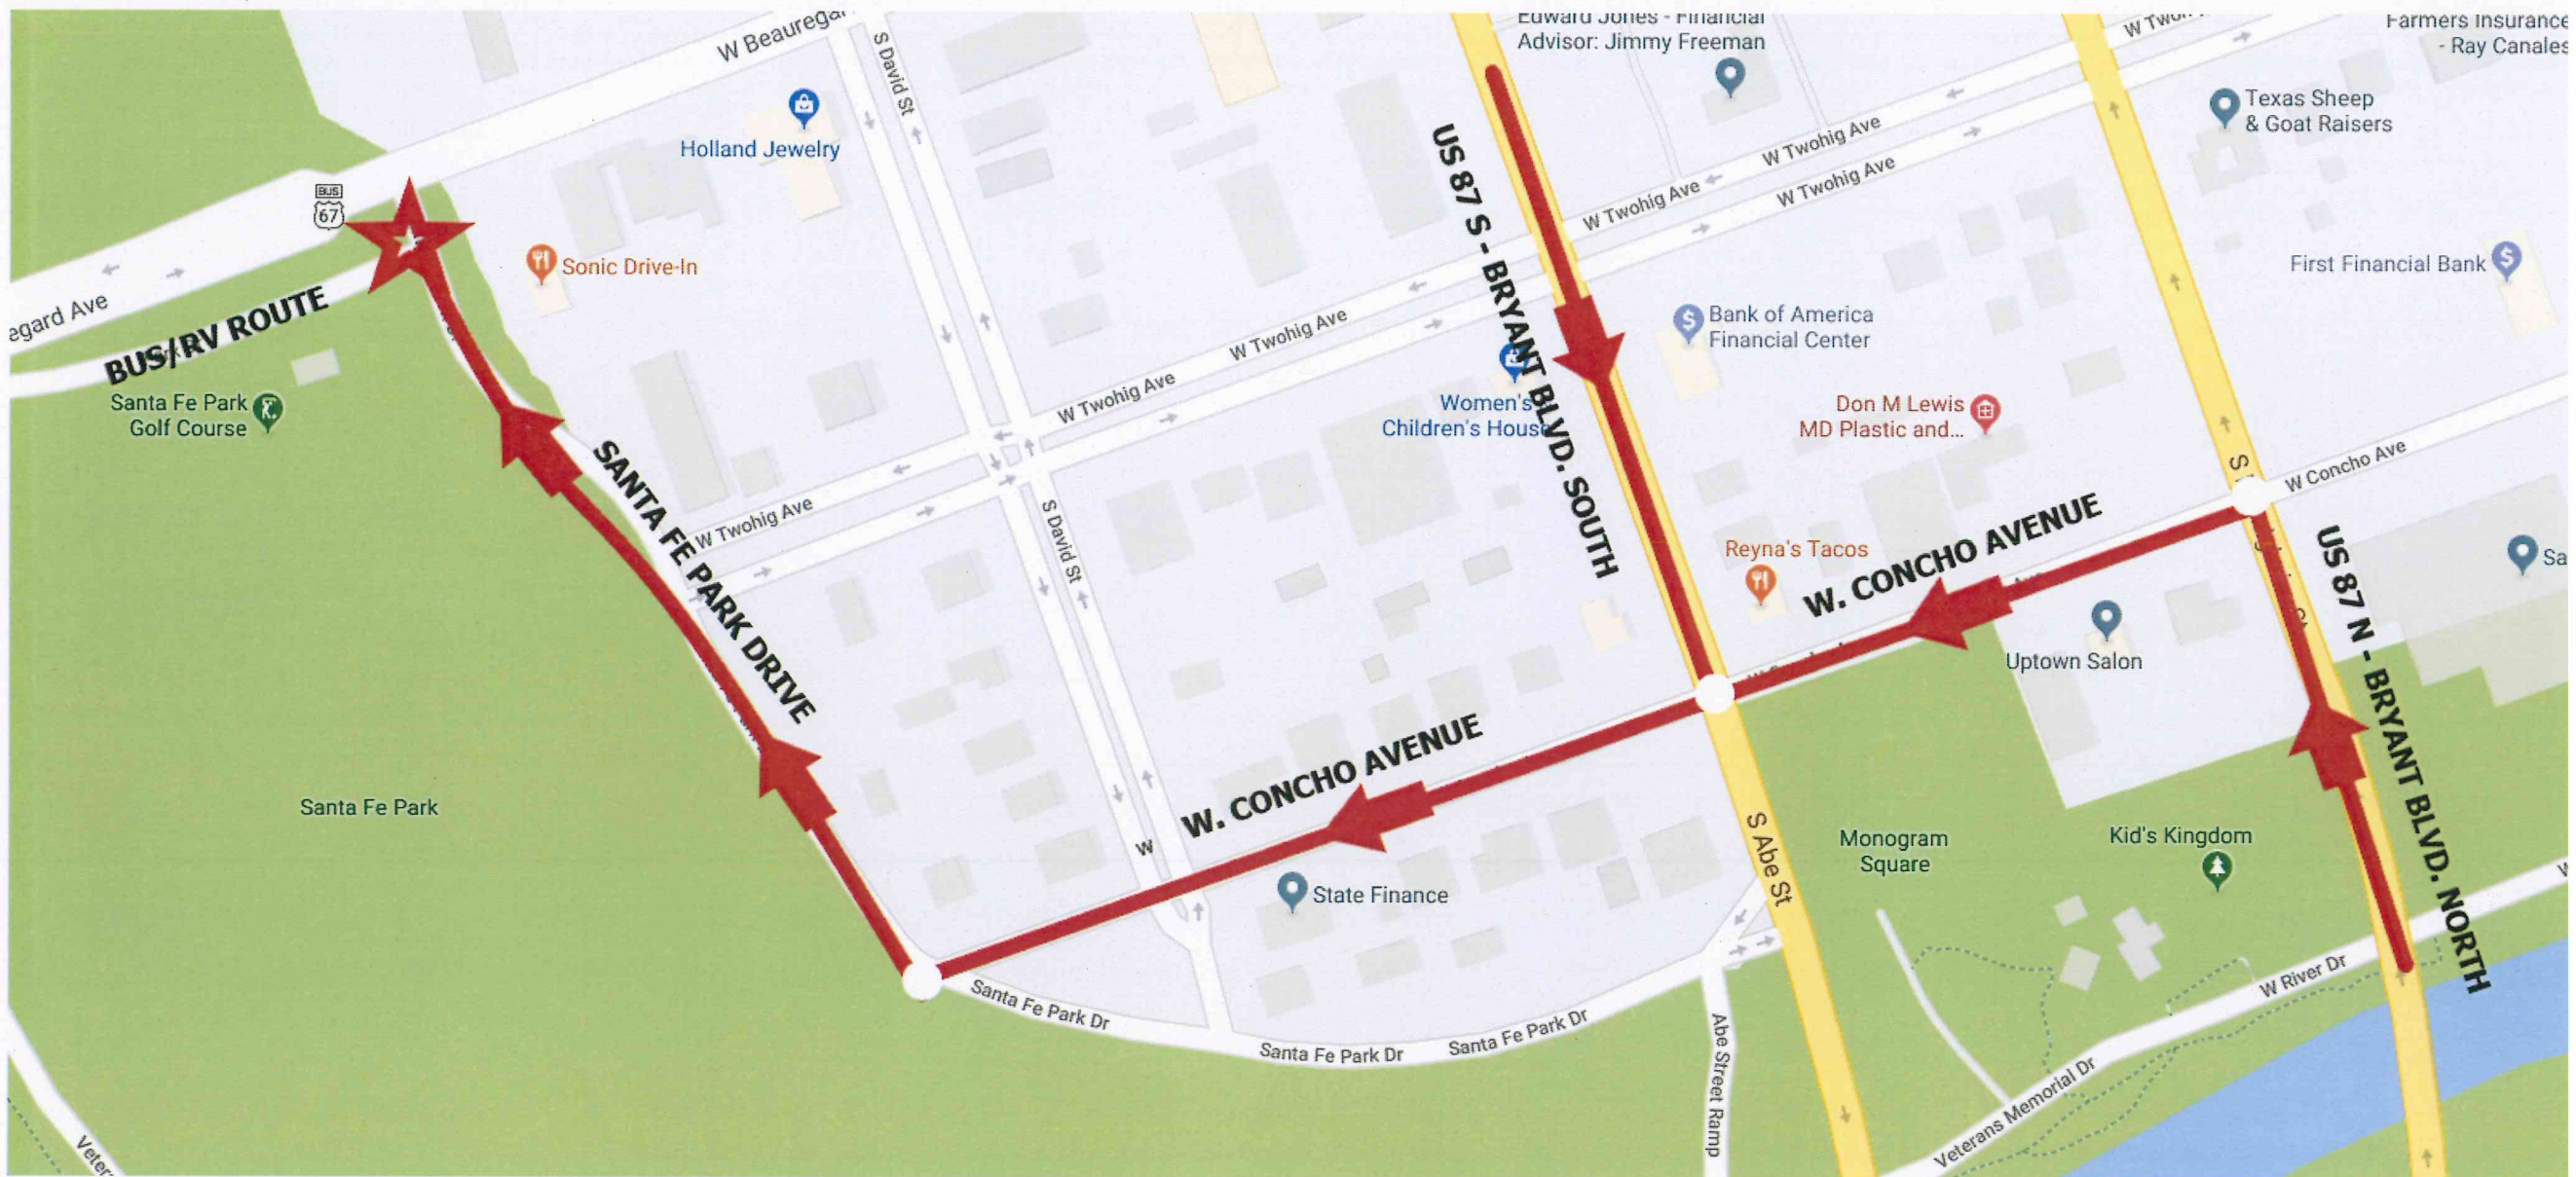 W Beauregar
S David St
Edward Jones - Financial
Advisor: Jimmy Freeman
W Twohig
Farmers Insurance
- Ray Canales
Texas Sheep
& Goat Raisers
Holland Jewelry
W Twohig Ave
W Twohig Ave
W Twohig Ave
BUS
67
Sonic Drive-In
US 87 S - BRYANT BLVD. SOUTH
First Financial Bank
egard Ave
BUS/RV ROUTE
W Twohig Ave
Bank of America
Financial Center
Santa Fe Park
Golf Course
W Twohig Ave
Women's
Children's House
Don M Lewis
MD Plastic and...
S
W Concho Ave
SANTA FE PARK DRIVE
W Twohig Ave
S David St
Reyna's Tacos
W. CONCHO AVENUE
US 87 N - BRYANT BLVD. NORTH
Sa
Uptown Salon
W. CONCHO AVENUE
Santa Fe Park
W
State Finance
S Abe St
Monogram
Square
Kid's Kingdom
W
Santa Fe Park Dr
Santa Fe Park Dr
Santa Fe Park Dr
Abe Street Ramp
W River Dr
Veterans Memorial Dr
Veter